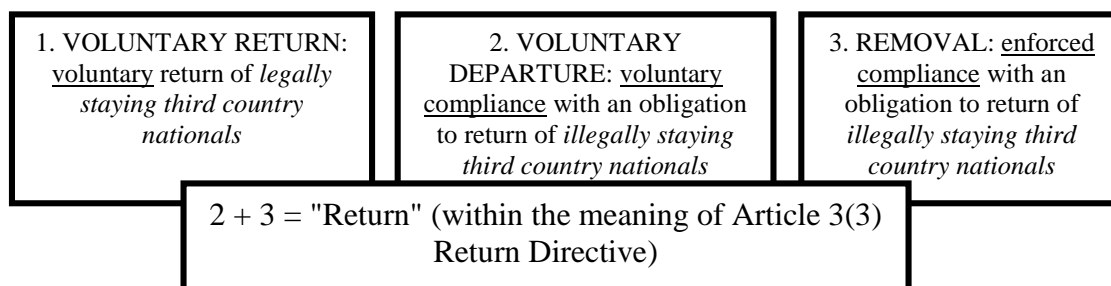 1. VOLUNTARY RETURN:
voluntary return of legally
staying third country
nationals
2. VOLUNTARY
DEPARTURE: voluntary
compliance with an obligation
to return of illegally staying
third country nationals
3. REMOVAL: enforced
compliance with an
obligation to return of
illegally staying third
country nationals
2 + 3 = "Return" (within the meaning of Article 3(3)
Return Directive)